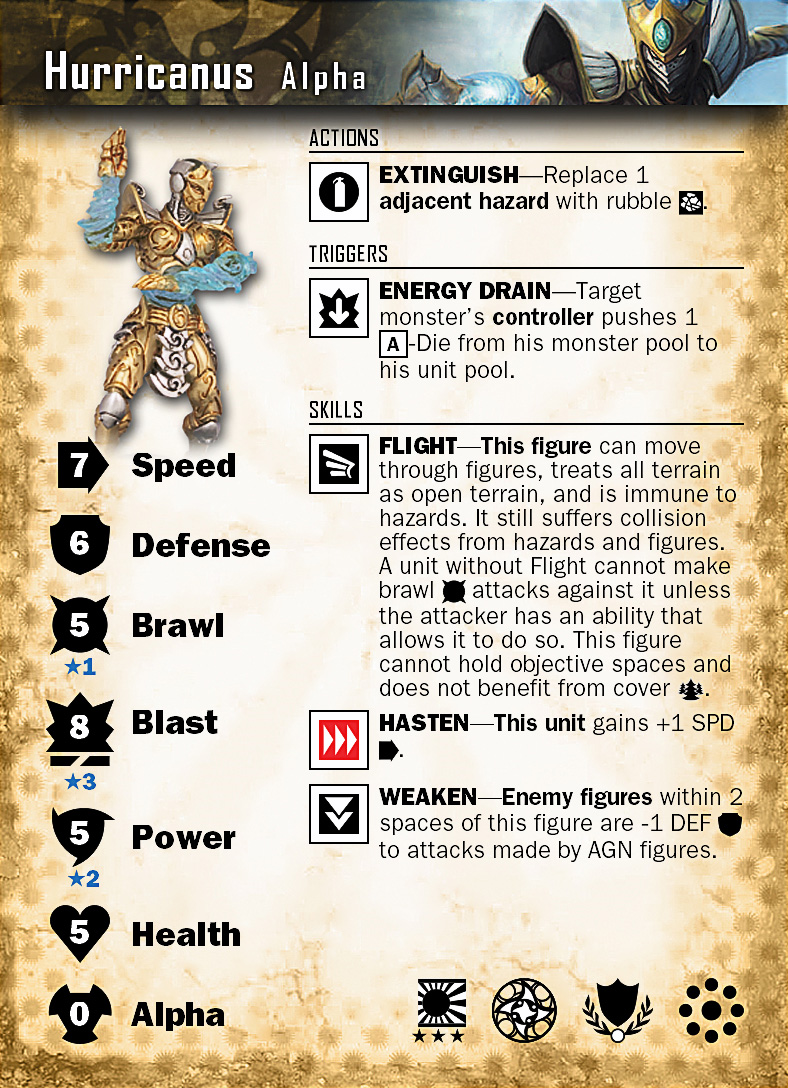 Hurricanus Alpha
ACTIONS
EXTINGUISH—Replace 1
adjacent hazard with rubble .
TRIGGERS
ENERGY DRAIN—Target
monster's controller pushes 1
A-Die from his monster pool to
his unit pool.
SKILLS
FLIGHT—This figure can move
through figures, treats all terrain
as open terrain, and is immune to
hazards. It still suffers collision
effects from hazards and figures.
A unit without Flight cannot make
brawl attacks against it unless
the attacker has an ability that
allows it to do so. This figure
cannot hold objective spaces and
does not benefit from cover .
HASTEN—This unit gains +1 SPD
.
WEAKEN—Enemy figures within 2
spaces of this figure are -1 DEF
to attacks made by AGN figures.
7 Speed
6 Defense
5 Brawl
★1
8 Blast
★3
5 Power
★2
5 Health
0 Alpha
★★★